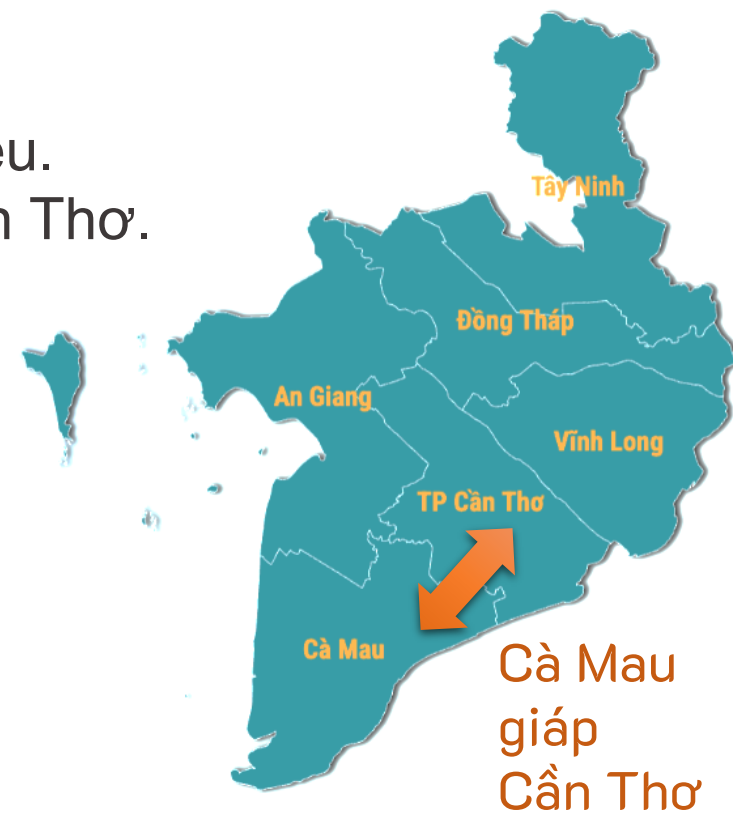 Thơ.
Tây Ninh
Đồng Tháp
An Giang
Vĩnh Long
TP Cần Thơ
Cà Mau
Cà Mau
giáp
Cần Thơ